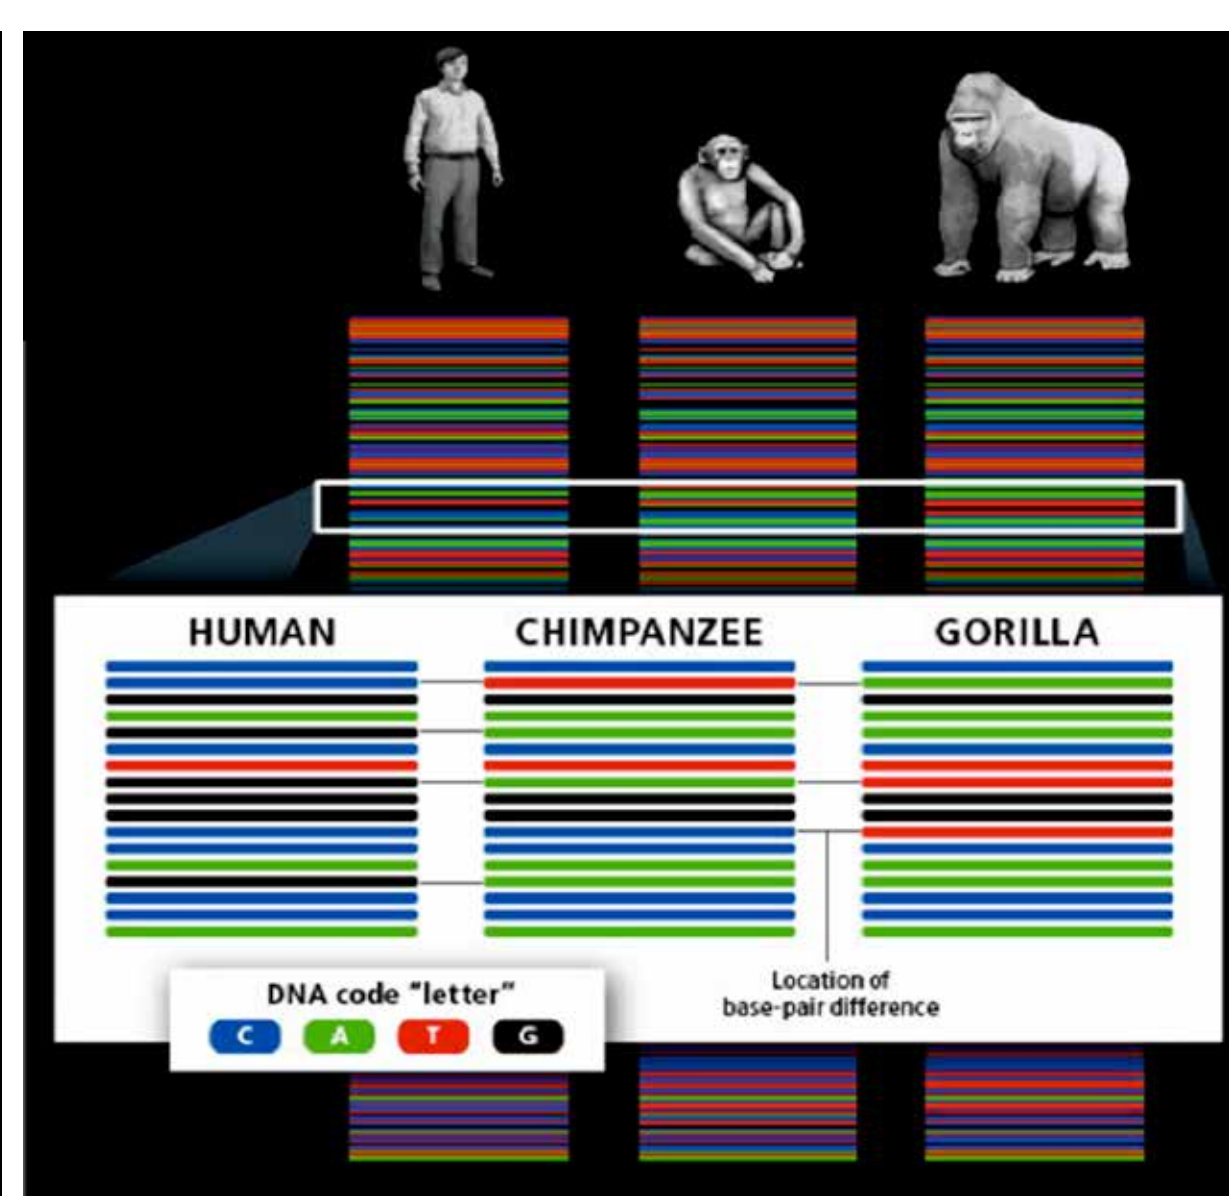 HUMAN CHIMPANZEE GORILLA
Location of
base-pair difference
DNA code "letter"
C A T G